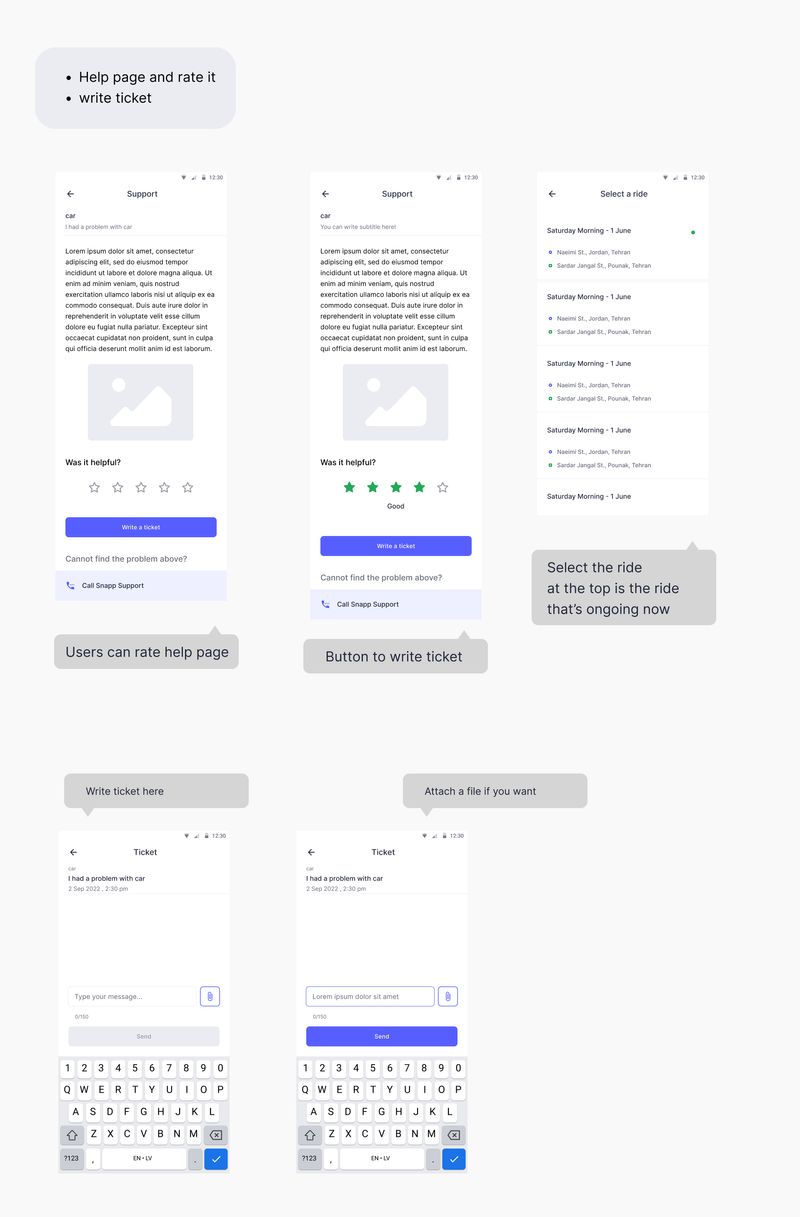 • Help page and rate it
• write ticket
12:30
Support
car
I had a problem with car
Lorem ipsum dolor sit amet, consectetur
adipiscing elit, sed do eiusmod tempor
incididunt ut labore et dolore magna aliqua. Ut
enim ad minim veniam, quis nostrud
exercitation ullamco laboris nisi ut aliquip ex ea
commodo consequat. Duis aute irure dolor in
reprehenderit in voluptate velit esse cillum
dolore eu fugiat nulla pariatur. Excepteur sint
occaecat cupidatat non proident, sunt in culpa
qui officia deserunt mollit anim id est laborum.
Was it helpful?
Write a ticket
Cannot find the problem above?
Call Snapp Support
Users can rate help page
12:30
Support
car
You can write subtitle here!
Lorem ipsum dolor sit amet, consectetur
adipiscing elit, sed do eiusmod tempor
incididunt ut labore et dolore magna aliqua. Ut
enim ad minim veniam, quis nostrud
exercitation ullamco laboris nisi ut aliquip ex ea
commodo consequat. Duis aute irure dolor in
reprehenderit in voluptate velit esse cillum
dolore eu fugiat nulla pariatur. Excepteur sint
occaecat cupidatat non proident, sunt in culpa
qui officia deserunt mollit anim id est laborum.
Was it helpful?
Good
Write a ticket
Cannot find the problem above?
Call Snapp Support
Button to write ticket
12:30
Select a ride
Saturday Morning - 1 June
Naeimi St., Jordan, Tehran
Sardar Jangal St., Pounak, Tehran
Saturday Morning - 1 June
Naeimi St., Jordan, Tehran
Sardar Jangal St., Pounak, Tehran
Saturday Morning - 1 June
Naeimi St., Jordan, Tehran
Sardar Jangal St., Pounak, Tehran
Saturday Morning - 1 June
Naeimi St., Jordan, Tehran
Sardar Jangal St., Pounak, Tehran
Saturday Morning - 1 June
Select the ride
at the top is the ride
that's ongoing now
Write ticket here
12:30
Ticket
car
I had a problem with car
2 Sep 2022 , 2:30 pm
Type your message...
0/150
Send
1 2 3 4 5 6 7 8 9 0
Q W E R T Y U I O P
A S D F G H J K L
Z X C V B N M
?123 , EN • LV .
Attach a file if you want
12:30
Ticket
car
I had a problem with car
2 Sep 2022 , 2:30 pm
Lorem ipsum dolor sit amet
0/150
Send
1 2 3 4 5 6 7 8 9 0
Q W E R T Y U I O P
A S D F G H J K L
Z X C V B N M
?123 , EN • LV .